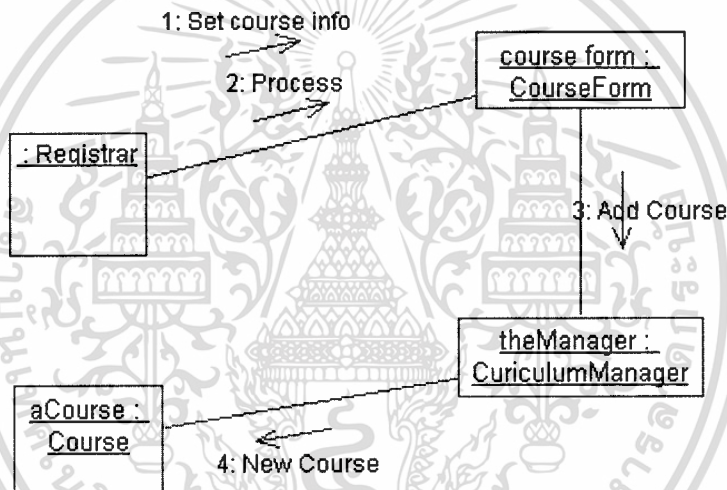 1: Set course info
2: Process
course form :
CourseForm
: Registrar
3: Add Course
theManager :
CuriculumManager
aCourse :
Course
4: New Course